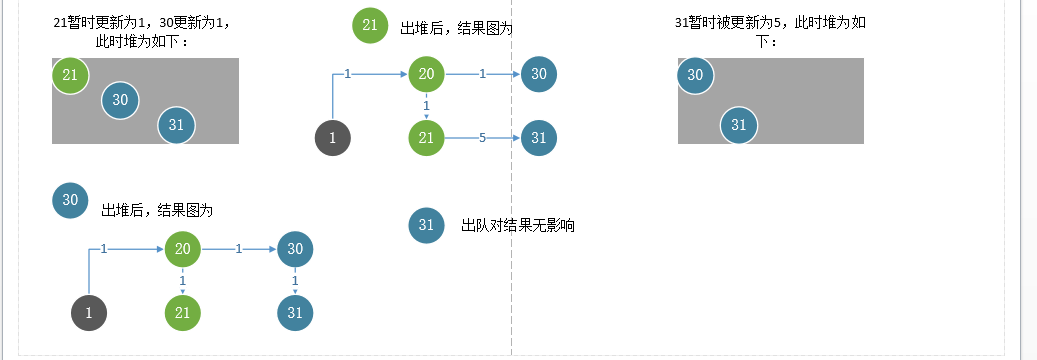 21暂时更新为1，30更新为1，
此时堆为如下：
21
30
31
21 出堆后，结果图为
1 20 1 30
1
1 21 5 31
31暂时被更新为5，此时堆为如
下：
30
31
30 出堆后，结果图为
1 20 1 30
1 1
1 21 31
31 出队对结果无影响